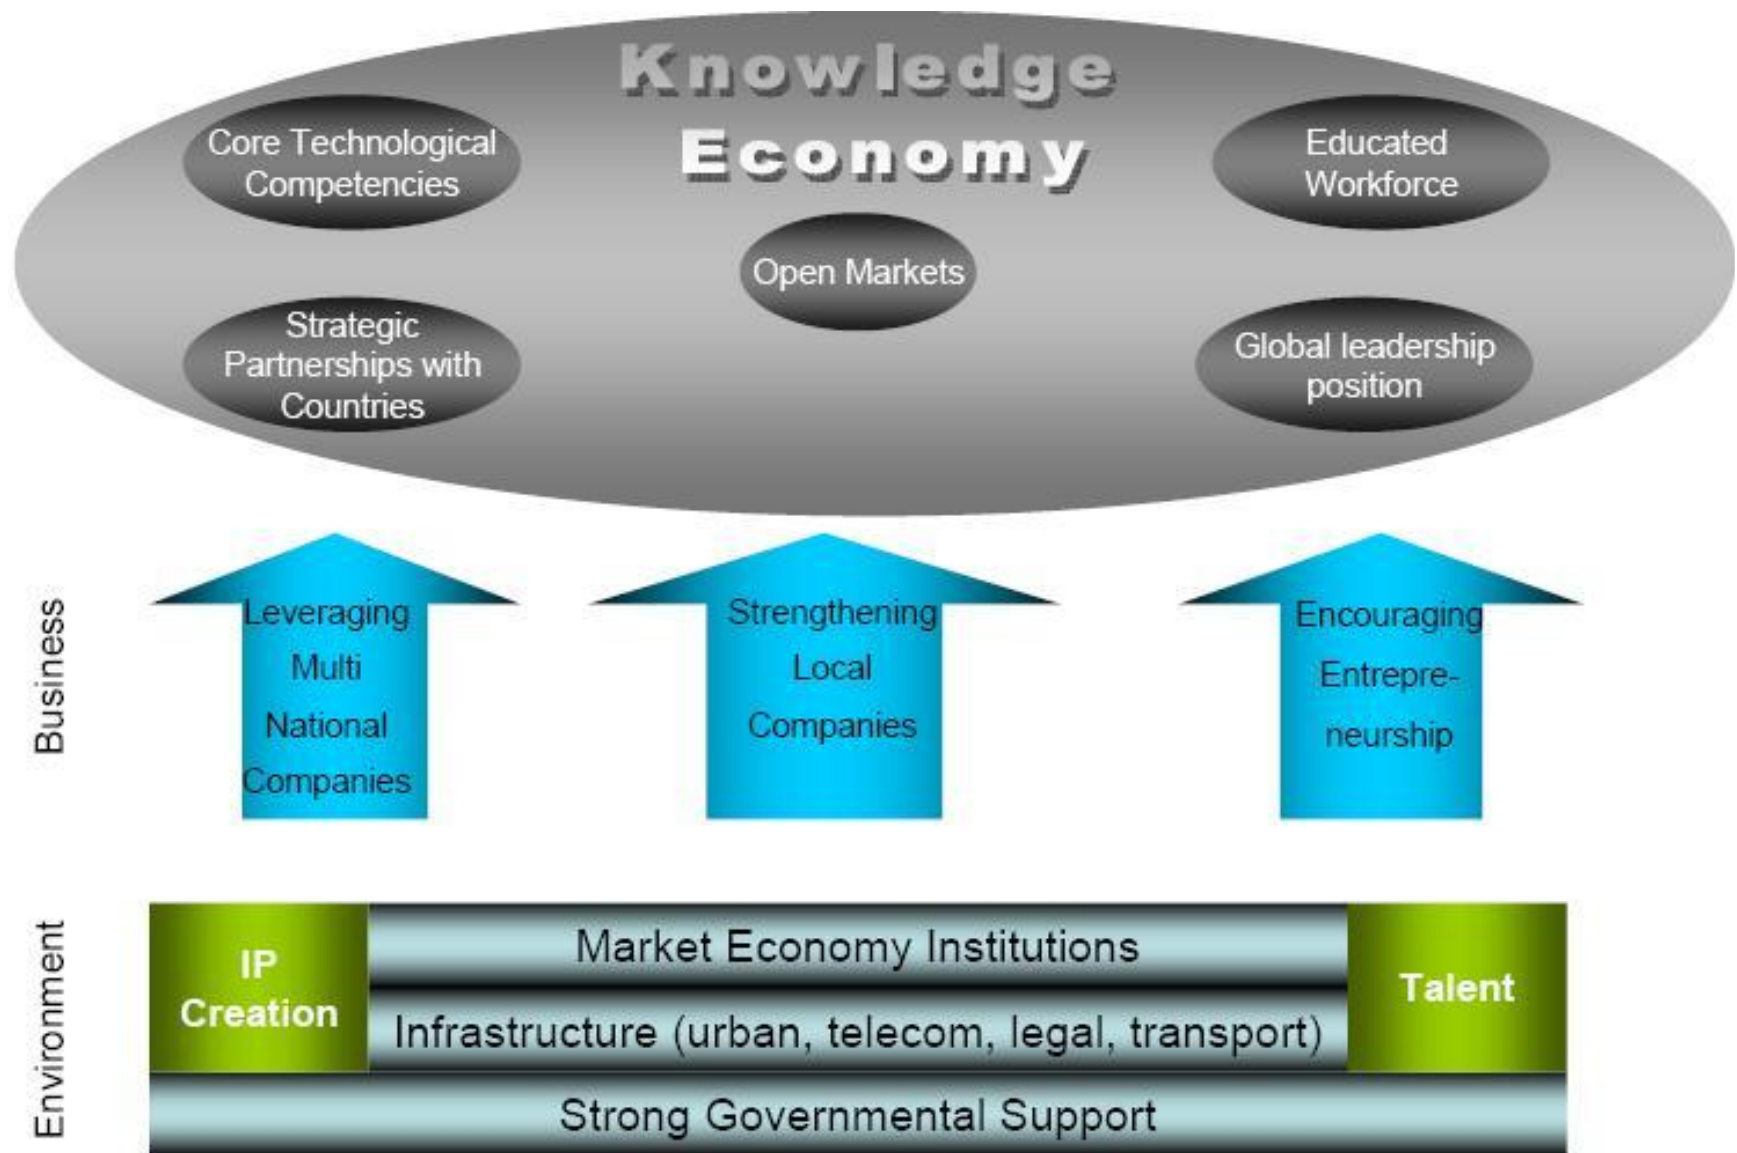 Knowledge
Economy
Core Technological
Competencies
Educated
Workforce
Open Markets
Strategic
Partnerships with
Countries
Global leadership
position
Business
Leveraging
Multi
National
Companies
Strengthening
Local
Companies
Encouraging
Entrepre-
neurship
Environment
IP
Creation
Market Economy Institutions
Infrastructure (urban, telecom, legal, transport)
Talent
Strong Governmental Support